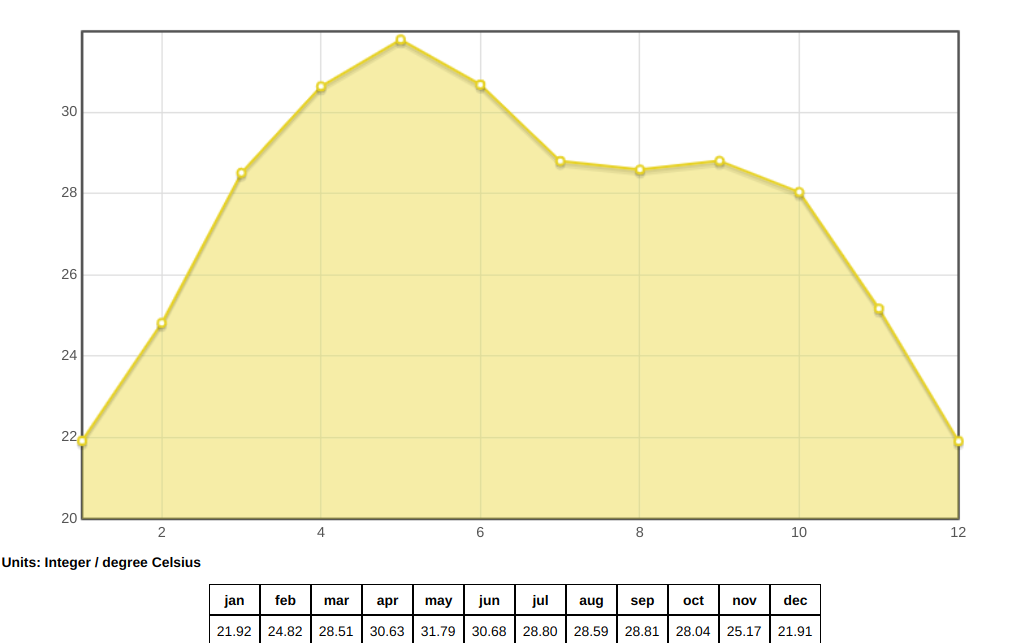 30
28
26
24
22
20
2 4 6 8 10 12
Units: Integer / degree Celsius
jan feb mar apr may jun jul aug sep oct nov dec
21.92 24.82 28.51 30.63 31.79 30.68 28.80 28.59 28.81 28.04 25.17 21.91